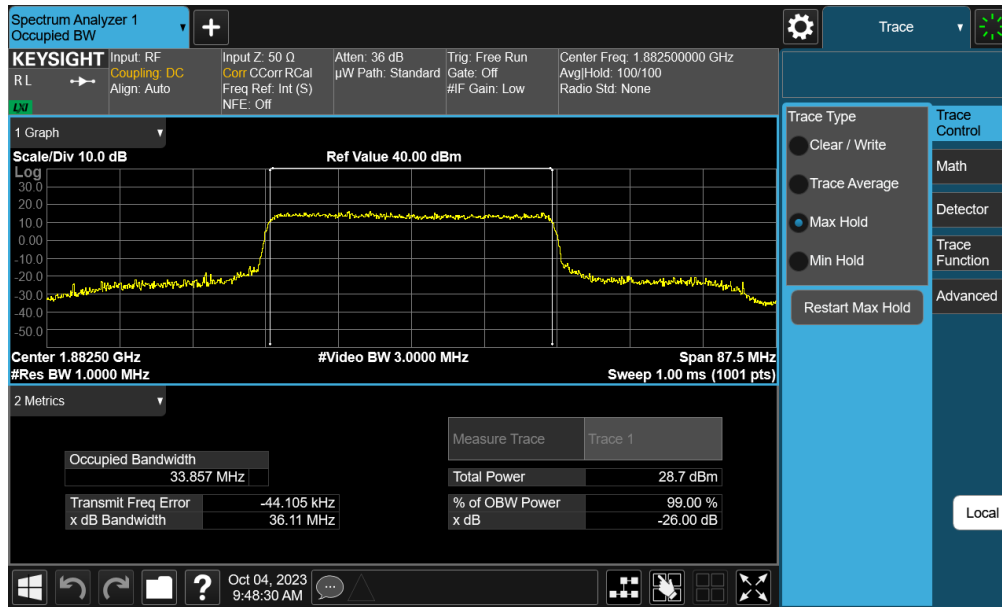 Spectrum Analyzer 1
Occupied BW
+
Trace
KEYSIGHT
R L
LXI
Input: RF
Coupling: DC
Align: Auto
Input Z: 50 Ω
Corr CCorr RCal
Freq Ref: Int (S)
NFE: Off
Atten: 36 dB
µW Path: Standard
Trig: Free Run
Gate: Off
#IF Gain: Low
Center Freq: 1.882500000 GHz
Avg|Hold: 100/100
Radio Std: None
1 Graph
Scale/Div 10.0 dB
Ref Value 40.00 dBm
Log
30.0
20.0
10.0
0.00
-10.0
-20.0
-30.0
-40.0
-50.0
Center 1.88250 GHz
#Video BW 3.0000 MHz
Span 87.5 MHz
#Res BW 1.0000 MHz
Sweep 1.00 ms (1001 pts)
2 Metrics
Measure Trace
Trace 1
Occupied Bandwidth
33.857 MHz
Total Power
28.7 dBm
Transmit Freq Error
-44.105 kHz
% of OBW Power
99.00 %
x dB Bandwidth
36.11 MHz
x dB
-26.00 dB
Trace Type
Clear / Write
Trace Average
Max Hold
Min Hold
Restart Max Hold
Trace
Control
Math
Detector
Trace
Function
Advanced
Local
?
Oct 04, 2023
9:48:30 AM